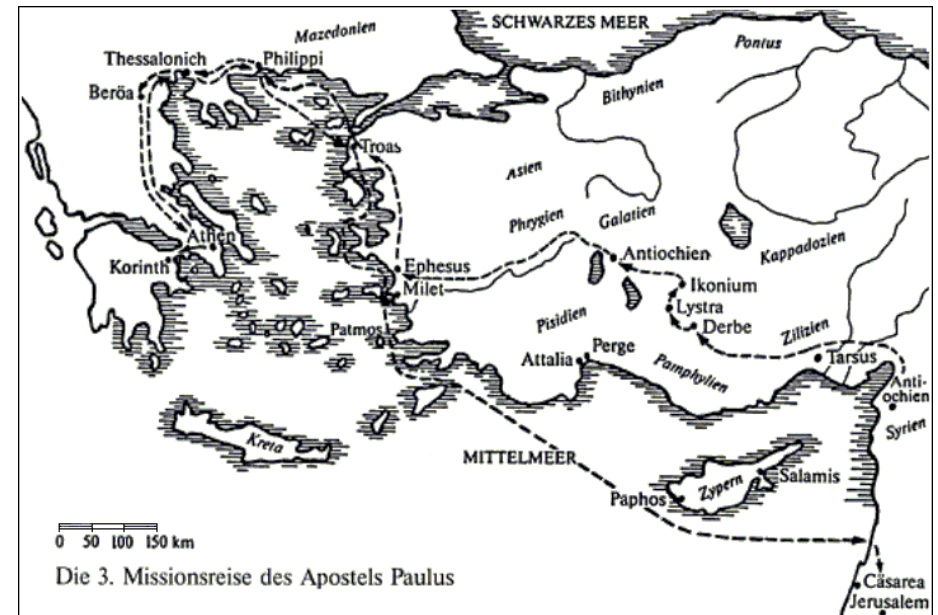 SCHWARZES MEER
Mazedonien
Pontus
Thessalonich
Philippi
Beröa
Bithynien
Troas
Asien
Phrygien
Galatien
Athen
Kappadozien
Korinth
Antiochien
Ephesus
Ikonium
Milet
Lystra
Pisidien
Derbe
Zilizien
Patmos
Perge
Attalia
Pamphylien
Tarsus
Anti-
ochien
Syrien
Kreta
MITTELMEER
Zypern
Salamis
Paphos
0 50 100 150 km
Die 3. Missionsreise des Apostels Paulus
Cäsarea
Jerusalem